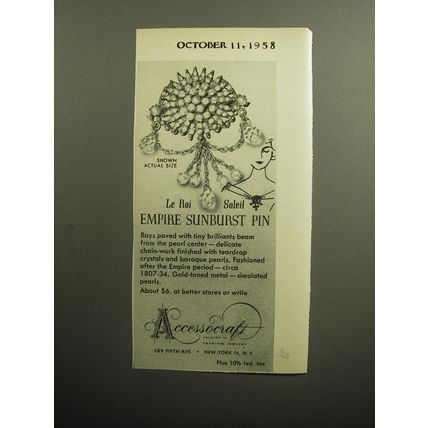 OCTOBER 11, 1958
SHOWN
ACTUAL SIZE
Le Roi Soleil
EMPIRE SUNBURST PIN
Rays paved with tiny brilliants beam
from the pearl center — delicate
chain-work finished with teardrop
crystals and baroque pearls. Fashioned
after the Empire period — circa
1807-34. Gold-toned metal — simulated
pearls.
About $6. at better stores or write
Accessocraft
FASHION JEWELRY
389 FIFTH AVE • NEW YORK 16, N. Y.
Plus 10% fed. tax